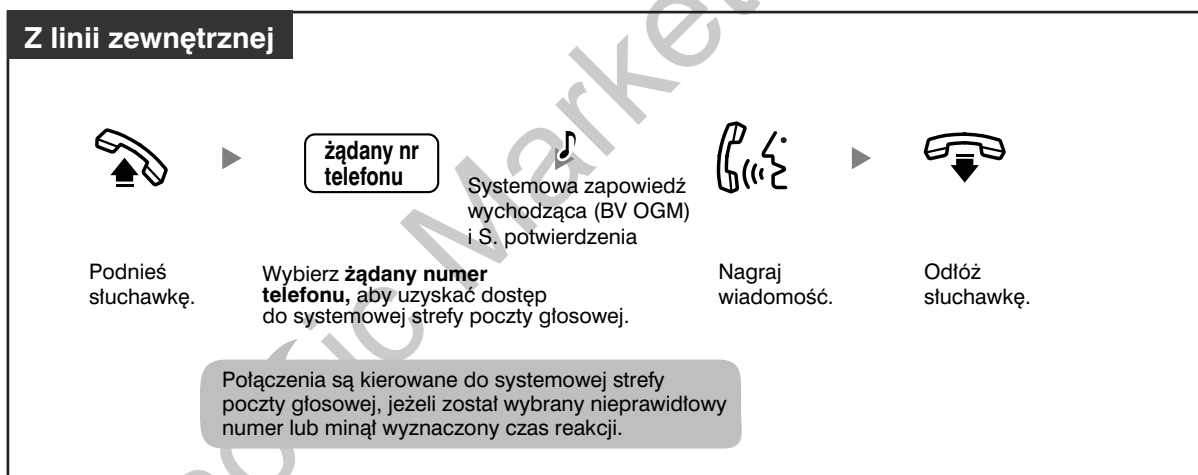 Z linii zewnętrznej
żądany nr
telefonu
Systemowa zapowiedź
wychodząca (BV OGM)
i S. potwierdzenia
Podnieś
słuchawkę.
Wybierz żądany numer
telefonu, aby uzyskać dostęp
do systemowej strefy poczty głosowej.
Nagraj
wiadomość.
Odłóż
słuchawkę.
Połączenia są kierowane do systemowej strefy
poczty głosowej, jeżeli został wybrany nieprawidłowy
numer lub minął wyznaczony czas reakcji.